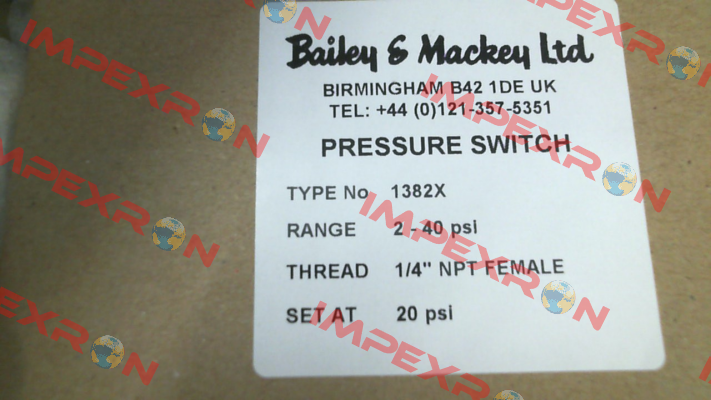 Bailey & Mackey Ltd
BIRMINGHAM B42 1DE UK
TEL: +44 (0)121-357-5351
PRESSURE SWITCH
TYPE No 1382X
RANGE 2 - 40 psi
THREAD 1/4" NPT FEMALE
SET AT 20 psi
IMPEXRON
IMPEXRON
IMPEXRON
IMPEXRON
IMPEXRON
IMPEXRON
IMPEXRON